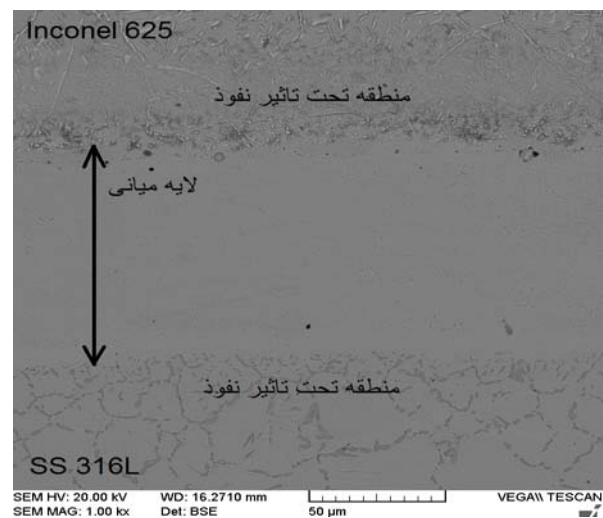 Inconel 625
منطقه تحت تاثیر نفوذ
لایه میانی
منطقه تحت تاثیر نفوذ
SS 316L
SEM HV: 20.00 kV WD: 16.2710 mm VEGA\\ TESCAN
SEM MAG: 1.00 kx Det: BSE 50 µm